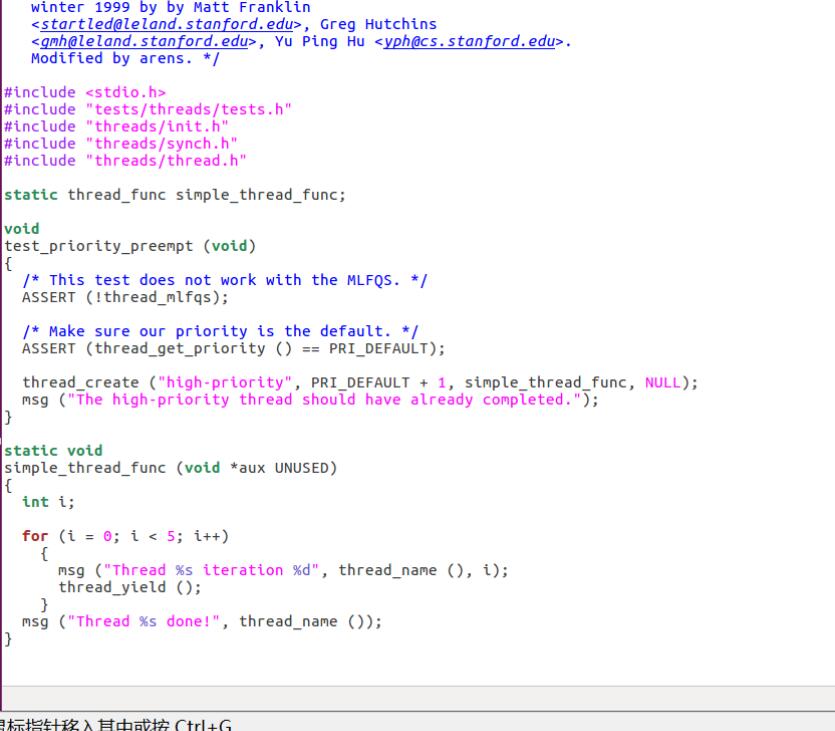 winter 1999 by by Matt Franklin
<startled@leland.stanford.edu>, Greg Hutchins
<gmh@leland.stanford.edu>, Yu Ping Hu <yph@cs.stanford.edu>.
Modified by arens. */
#include <stdio.h>
#include "tests/threads/tests.h"
#include "threads/init.h"
#include "threads/synch.h"
#include "threads/thread.h"
static thread_func simple_thread_func;
void
test_priority_preempt (void)
{
/* This test does not work with the MLFQS. */
ASSERT (!thread_mlfqs);
/* Make sure our priority is the default. */
ASSERT (thread_get_priority () == PRI_DEFAULT);
thread_create ("high-priority", PRI_DEFAULT + 1, simple_thread_func, NULL);
msg ("The high-priority thread should have already completed.");
}
static void
simple_thread_func (void *aux UNUSED)
{
int i;
for (i = 0; i < 5; i++)
{
msg ("Thread %s iteration %d", thread_name (), i);
thread_yield ();
}
msg ("Thread %s done!", thread_name ());
}
鼠标指针移入其中或按 Ctrl+G